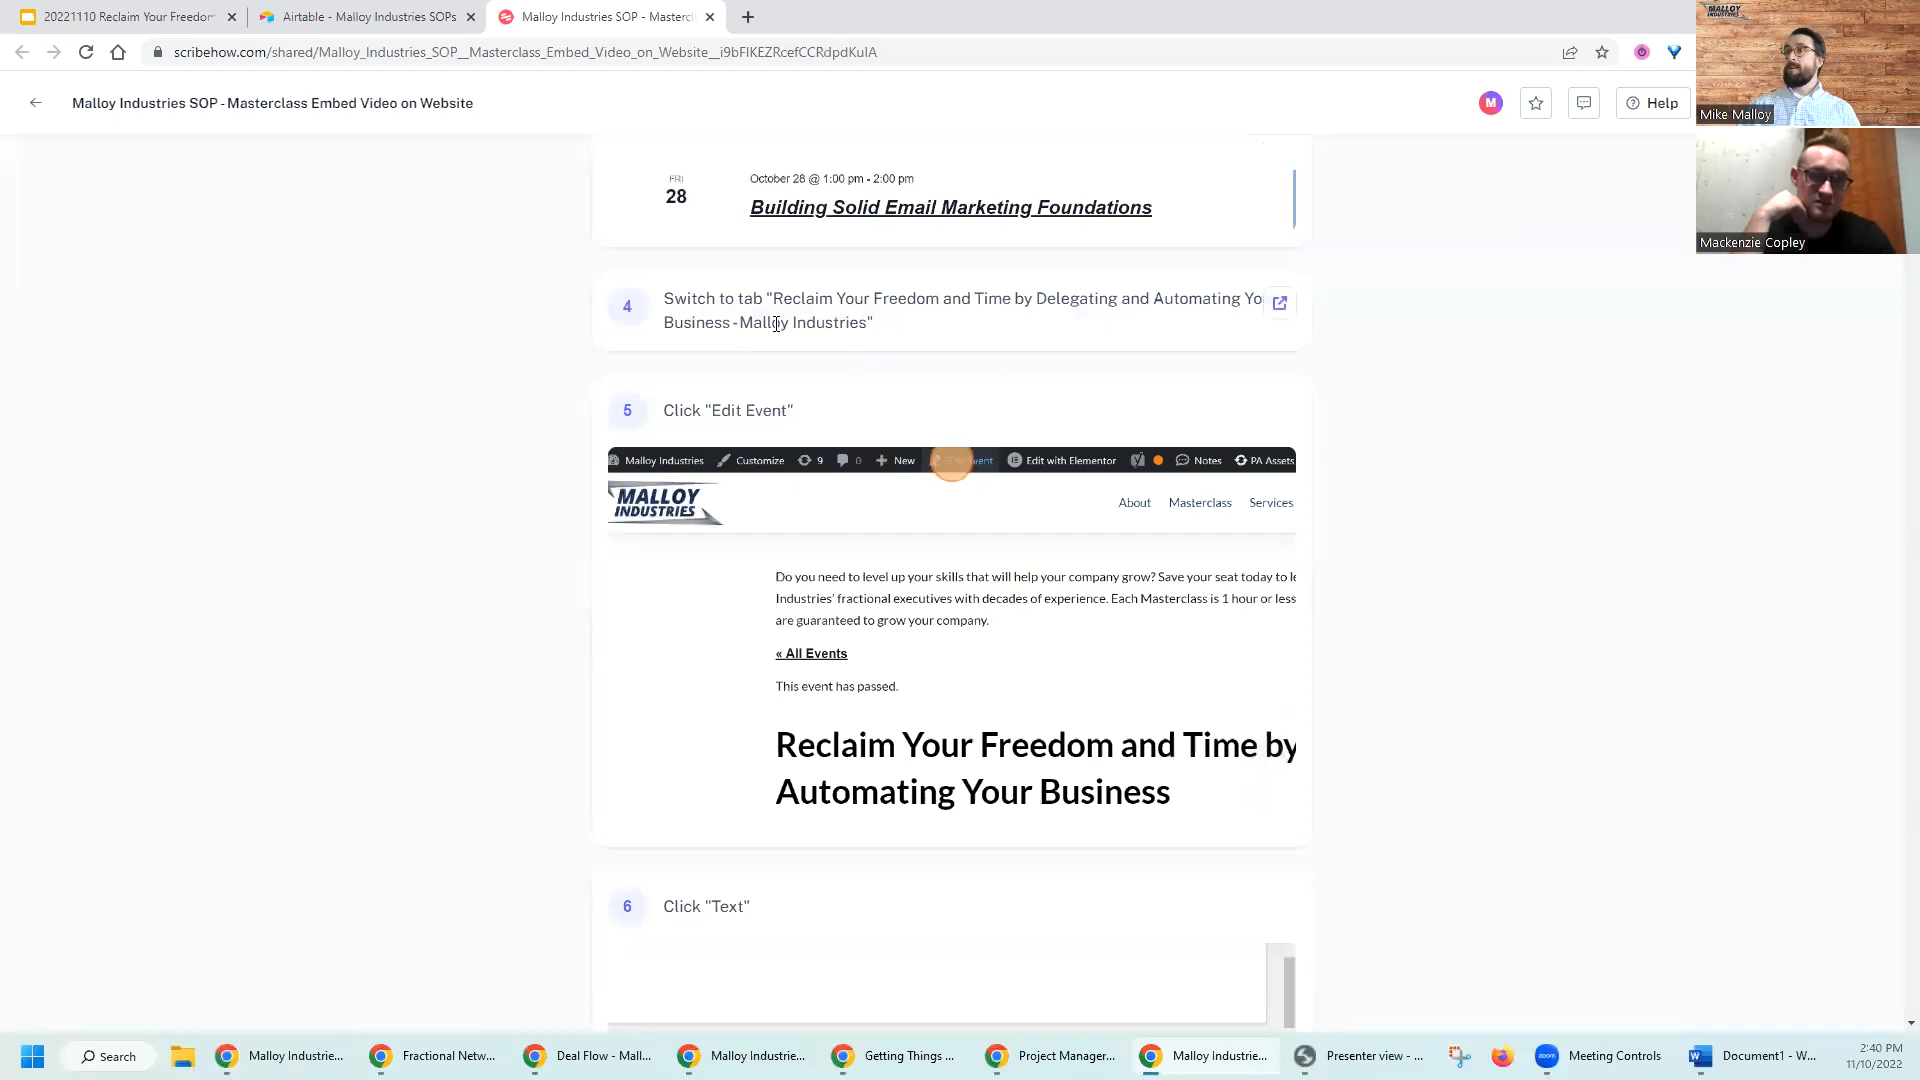 20221110 Reclaim Your Freedom
Airtable - Malloy Industries SOPs
Malloy Industries SOP - Mastercl
scribehow.com/shared/Malloy_Industries_SOP__Masterclass_Embed_Video_on_Website__i9bFIKEZRcefCCRdpdKuIA
Malloy Industries SOP - Masterclass Embed Video on Website
M
Help
MALLOY
INDUSTRIES
Mike Malloy
Mackenzie Copley
FRI
28
October 28 @ 1:00 pm - 2:00 pm
Building Solid Email Marketing Foundations
4
Switch to tab "Reclaim Your Freedom and Time by Delegating and Automating Yo
Business - Malloy Industries"
5
Click "Edit Event"
Malloy Industries Customize 9 0 New Edit Event Edit with Elementor Notes PA Assets
MALLOY
INDUSTRIES
About Masterclass Services
Do you need to level up your skills that will help your company grow? Save your seat today to le
Industries' fractional executives with decades of experience. Each Masterclass is 1 hour or less
are guaranteed to grow your company.
« All Events
This event has passed.
Reclaim Your Freedom and Time by
Automating Your Business
6
Click "Text"
Search
Malloy Industrie...
Fractional Netw...
Deal Flow - Mall...
Malloy Industrie...
Getting Things ...
Project Manager...
Malloy Industrie...
Presenter view - ...
zoom
Meeting Controls
Document1 - W...
2:40 PM
11/10/2022